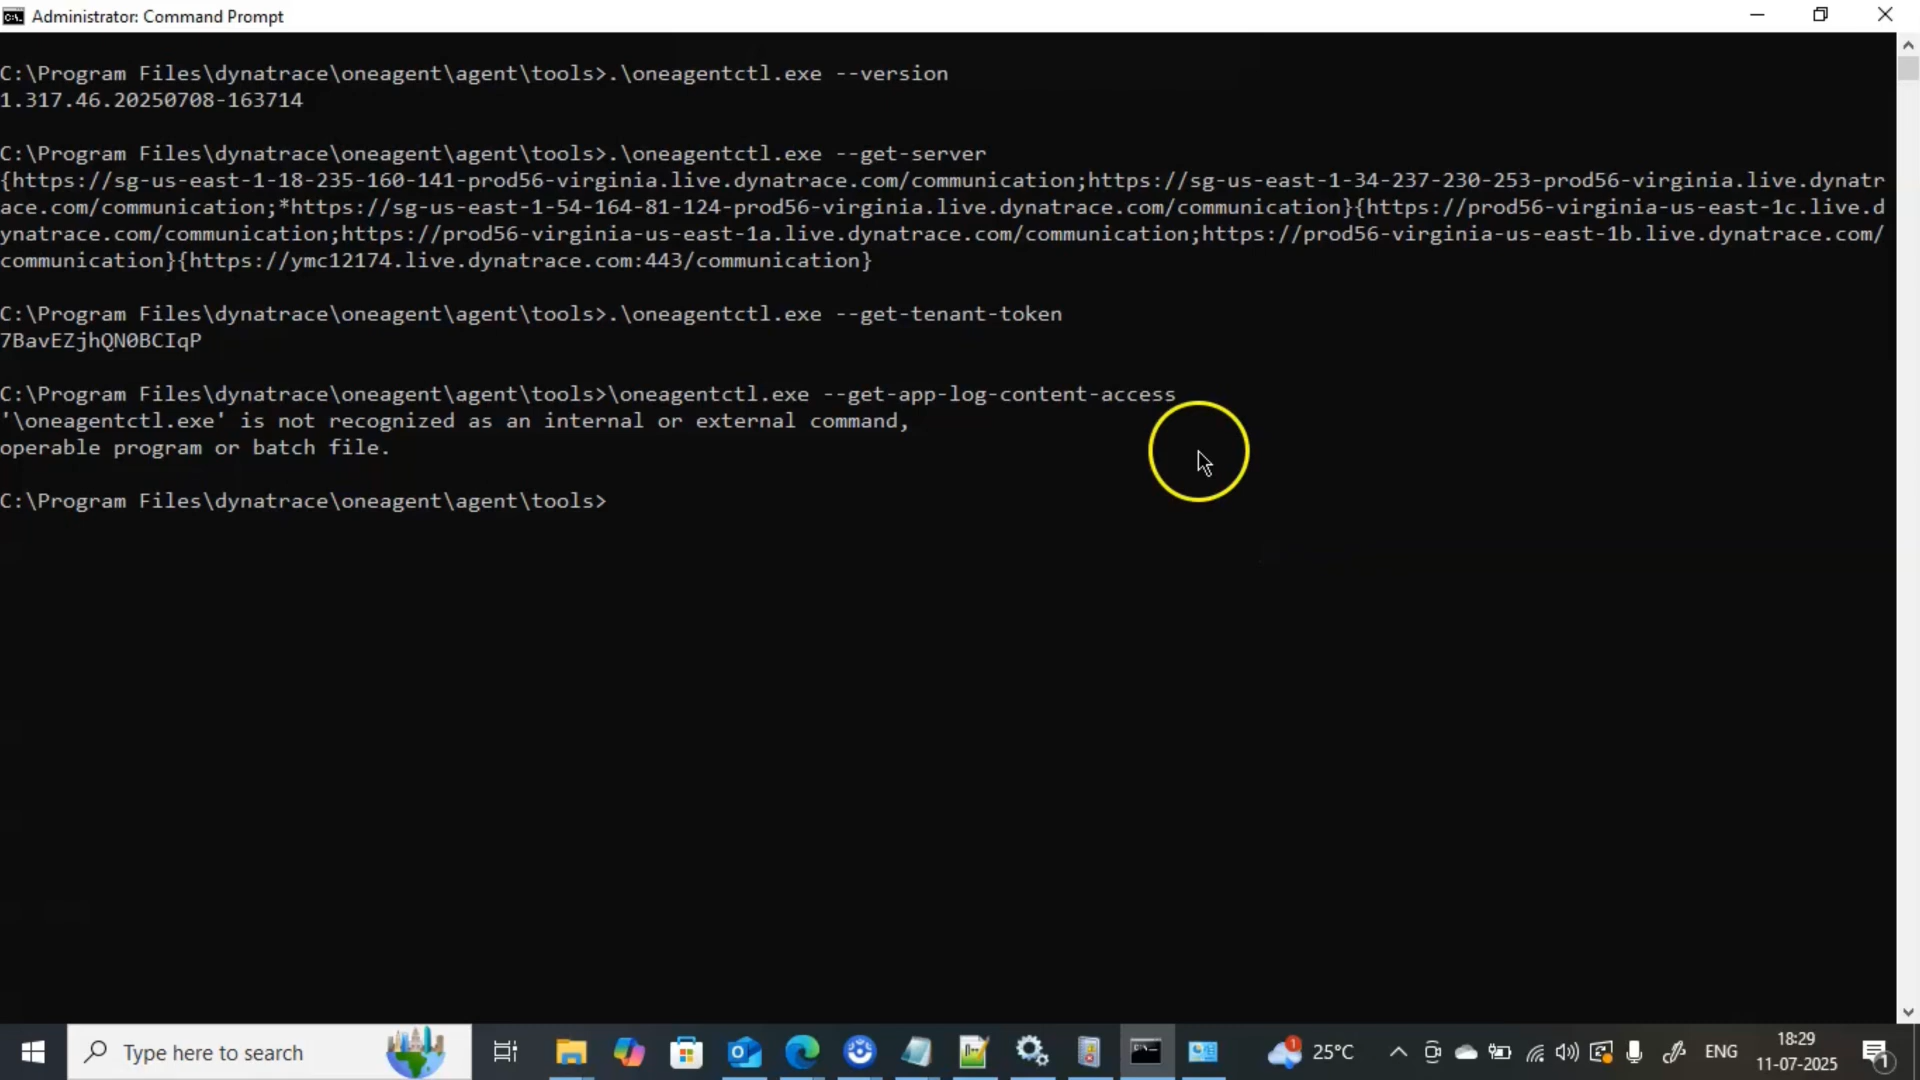 Administrator: Command Prompt
C:\Program Files\dynatrace\oneagent\agent\tools>.\oneagentctl.exe --version
1.317.46.20250708-163714
C:\Program Files\dynatrace\oneagent\agent\tools>.\oneagentctl.exe --get-server
{https://sg-us-east-1-18-235-160-141-prod56-virginia.live.dynatrace.com/communication;https://sg-us-east-1-34-237-230-253-prod56-virginia.live.dynatr
ace.com/communication;*https://sg-us-east-1-54-164-81-124-prod56-virginia.live.dynatrace.com/communication}{https://prod56-virginia-us-east-1c.live.d
ynatrace.com/communication;https://prod56-virginia-us-east-1a.live.dynatrace.com/communication;https://prod56-virginia-us-east-1b.live.dynatrace.com/
communication}{https://ymc12174.live.dynatrace.com:443/communication}
C:\Program Files\dynatrace\oneagent\agent\tools>.\oneagentctl.exe --get-tenant-token
7BavEZjhQN0BCIqP
C:\Program Files\dynatrace\oneagent\agent\tools>\oneagentctl.exe --get-app-log-content-access
'\oneagentctl.exe' is not recognized as an internal or external command,
operable program or batch file.
C:\Program Files\dynatrace\oneagent\agent\tools>
Type here to search
1
25°C
ENG
18:29
11-07-2025
1